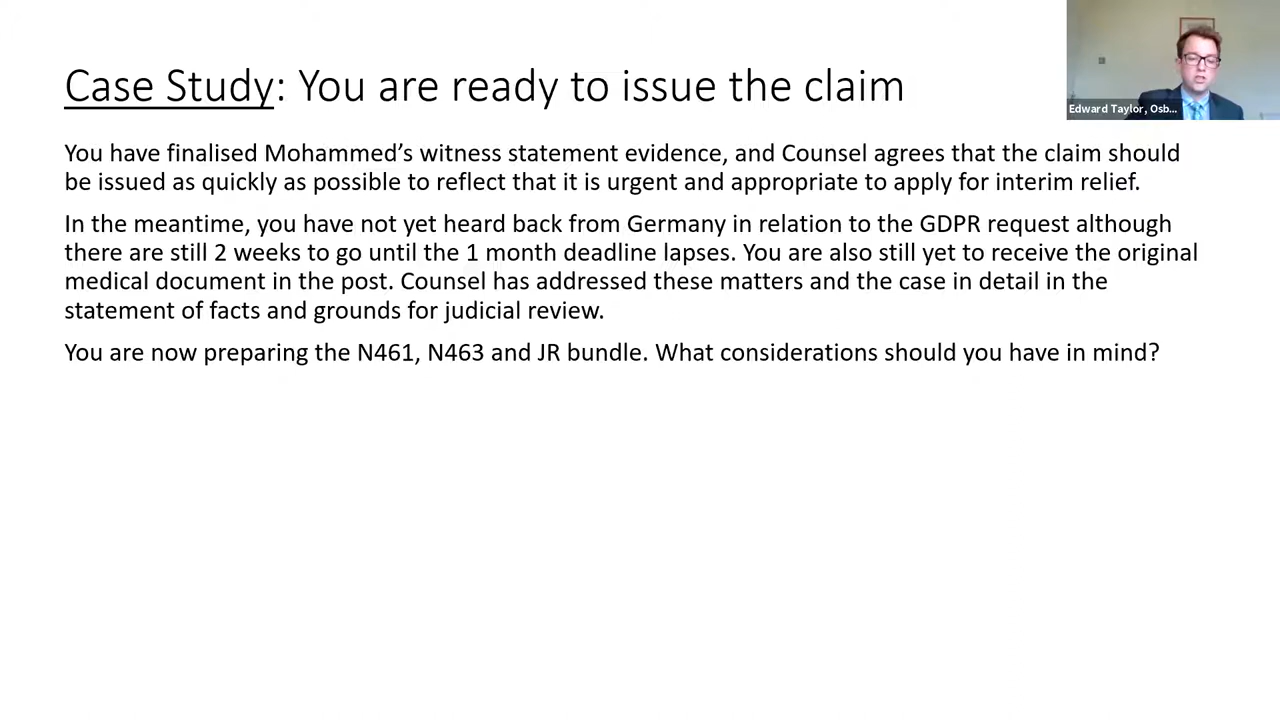 Case Study: You are ready to issue the claim
Edward Taylor, Osb...
You have finalised Mohammed’s witness statement evidence, and Counsel agrees that the claim should
be issued as quickly as possible to reflect that it is urgent and appropriate to apply for interim relief.
In the meantime, you have not yet heard back from Germany in relation to the GDPR request although
there are still 2 weeks to go until the 1 month deadline lapses. You are also still yet to receive the original
medical document in the post. Counsel has addressed these matters and the case in detail in the
statement of facts and grounds for judicial review.
You are now preparing the N461, N463 and JR bundle. What considerations should you have in mind?